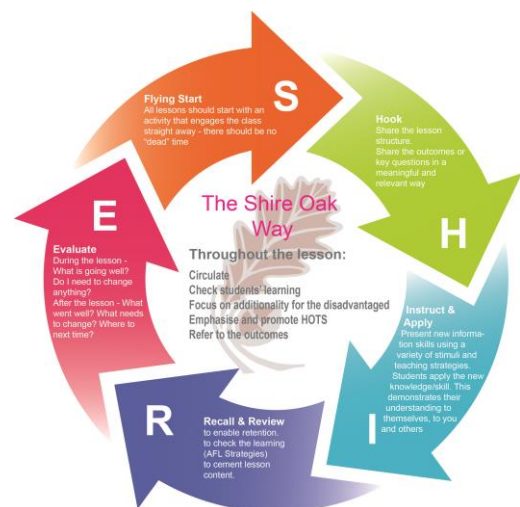 S
Flying Start
All lessons should start with an
activity that engages the class
straight away - there should be no
“dead” time
H
Hook
Share the lesson
structure.
Share the outcomes or
key questions in a
meaningful and
relevant way
I
Instruct &
Apply
Present new informa-
tion skills using a
variety of stimuli and
teaching strategies.
Students apply the new
knowledge/skill. This
demonstrates their
understanding to
themselves, to you
and others
R
Recall & Review
to enable retention.
to check the learning
(AFL Strategies)
to cement lesson
content.
E
Evaluate
During the lesson -
What is going well?
Do I need to change
anything?
After the lesson - What
went well? What needs
to change? Where to
next time?
The Shire Oak
Way
Throughout the lesson:
Circulate
Check students' learning
Focus on additionality for the disadvantaged
Emphasise and promote HOTS
Refer to the outcomes